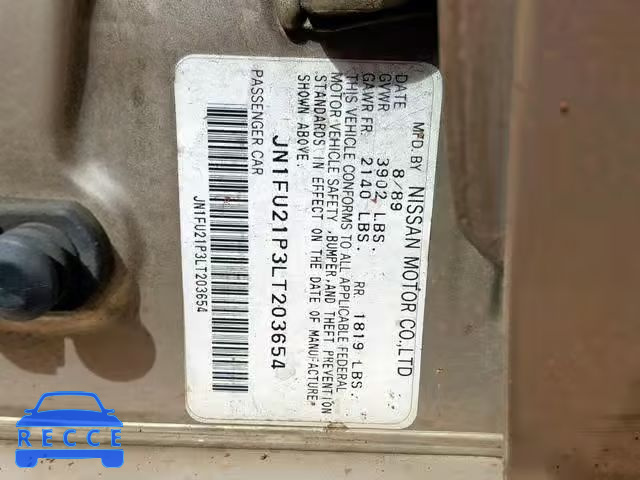 MFD.BY NISSAN MOTOR CO.,LTD
DATE 8/89
GVWR 3902 LBS.
GAWR FR. 2140 LBS. RR. 1819 LBS.
THIS VEHICLE CONFORMS TO ALL APPLICABLE FEDERAL
MOTOR VEHICLE SAFETY ,BUMPER,AND THEFT PREVENTION
STANDARDS IN EFFECT ON THE DATE OF MANUFACTURE
SHOWN ABOVE.
JN1FU21P3LT203654
PASSENGER CAR
JN1FU21P3LT203654
RECCE